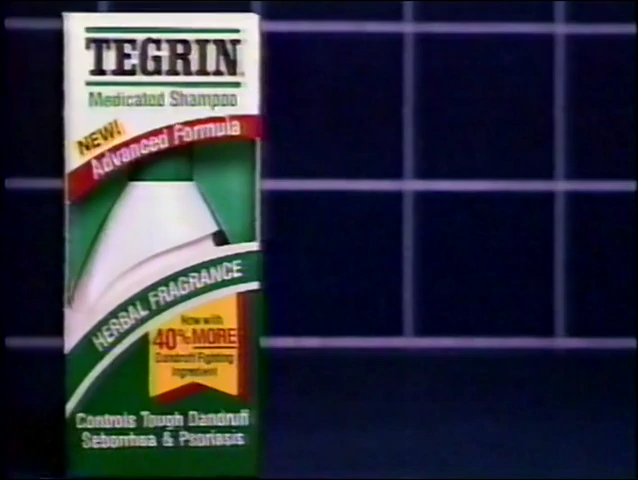 TEGRIN
Medicated Shampoo
NEW!
Advanced Formula
HERBAL FRAGRANCE
Now with
40% MORE
Dandruff Fighting
Ingredient
Controls Tough Dandruff
Seborrhea & Psoriasis